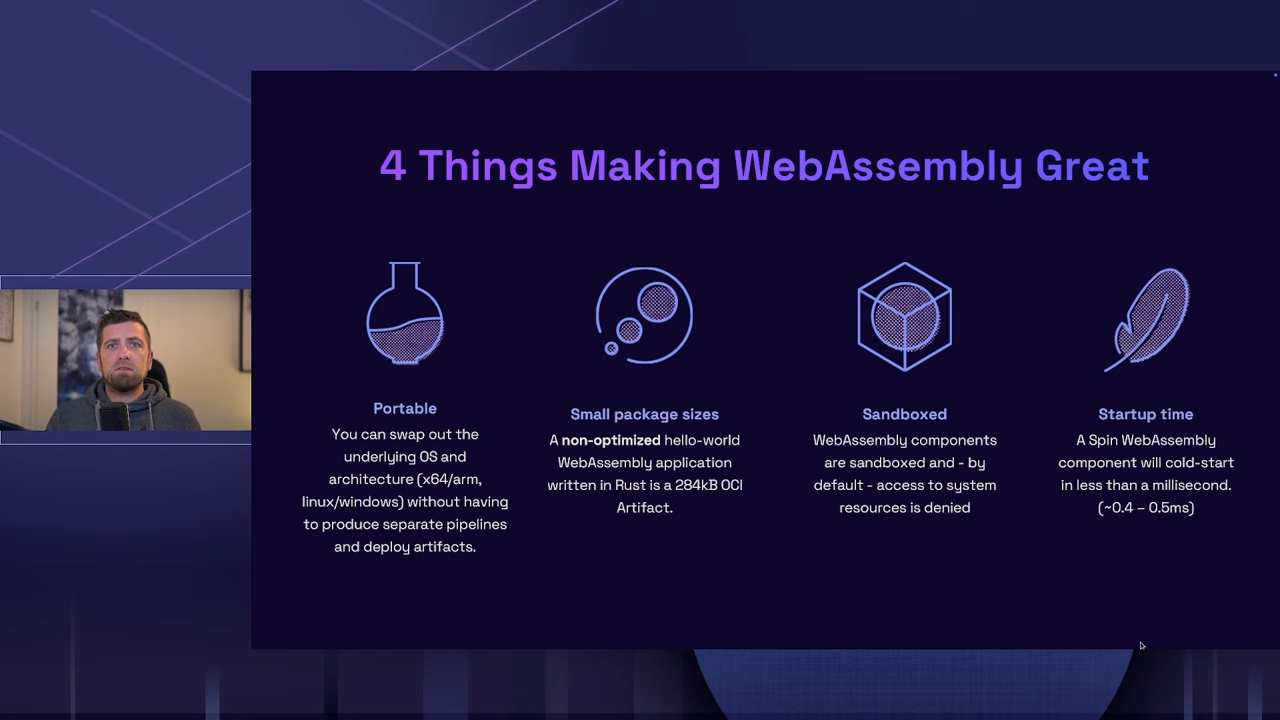 4 Things Making WebAssembly Great
Portable
You can swap out the
underlying OS and
architecture (x64/arm,
linux/windows) without having
to produce separate pipelines
and deploy artifacts.
Small package sizes
A non-optimized hello-world
WebAssembly application
written in Rust is a 284kB OCI
Artifact.
Sandboxed
WebAssembly components
are sandboxed and - by
default - access to system
resources is denied
Startup time
A Spin WebAssembly
component will cold-start
in less than a millisecond.
(~0.4 – 0.5ms)